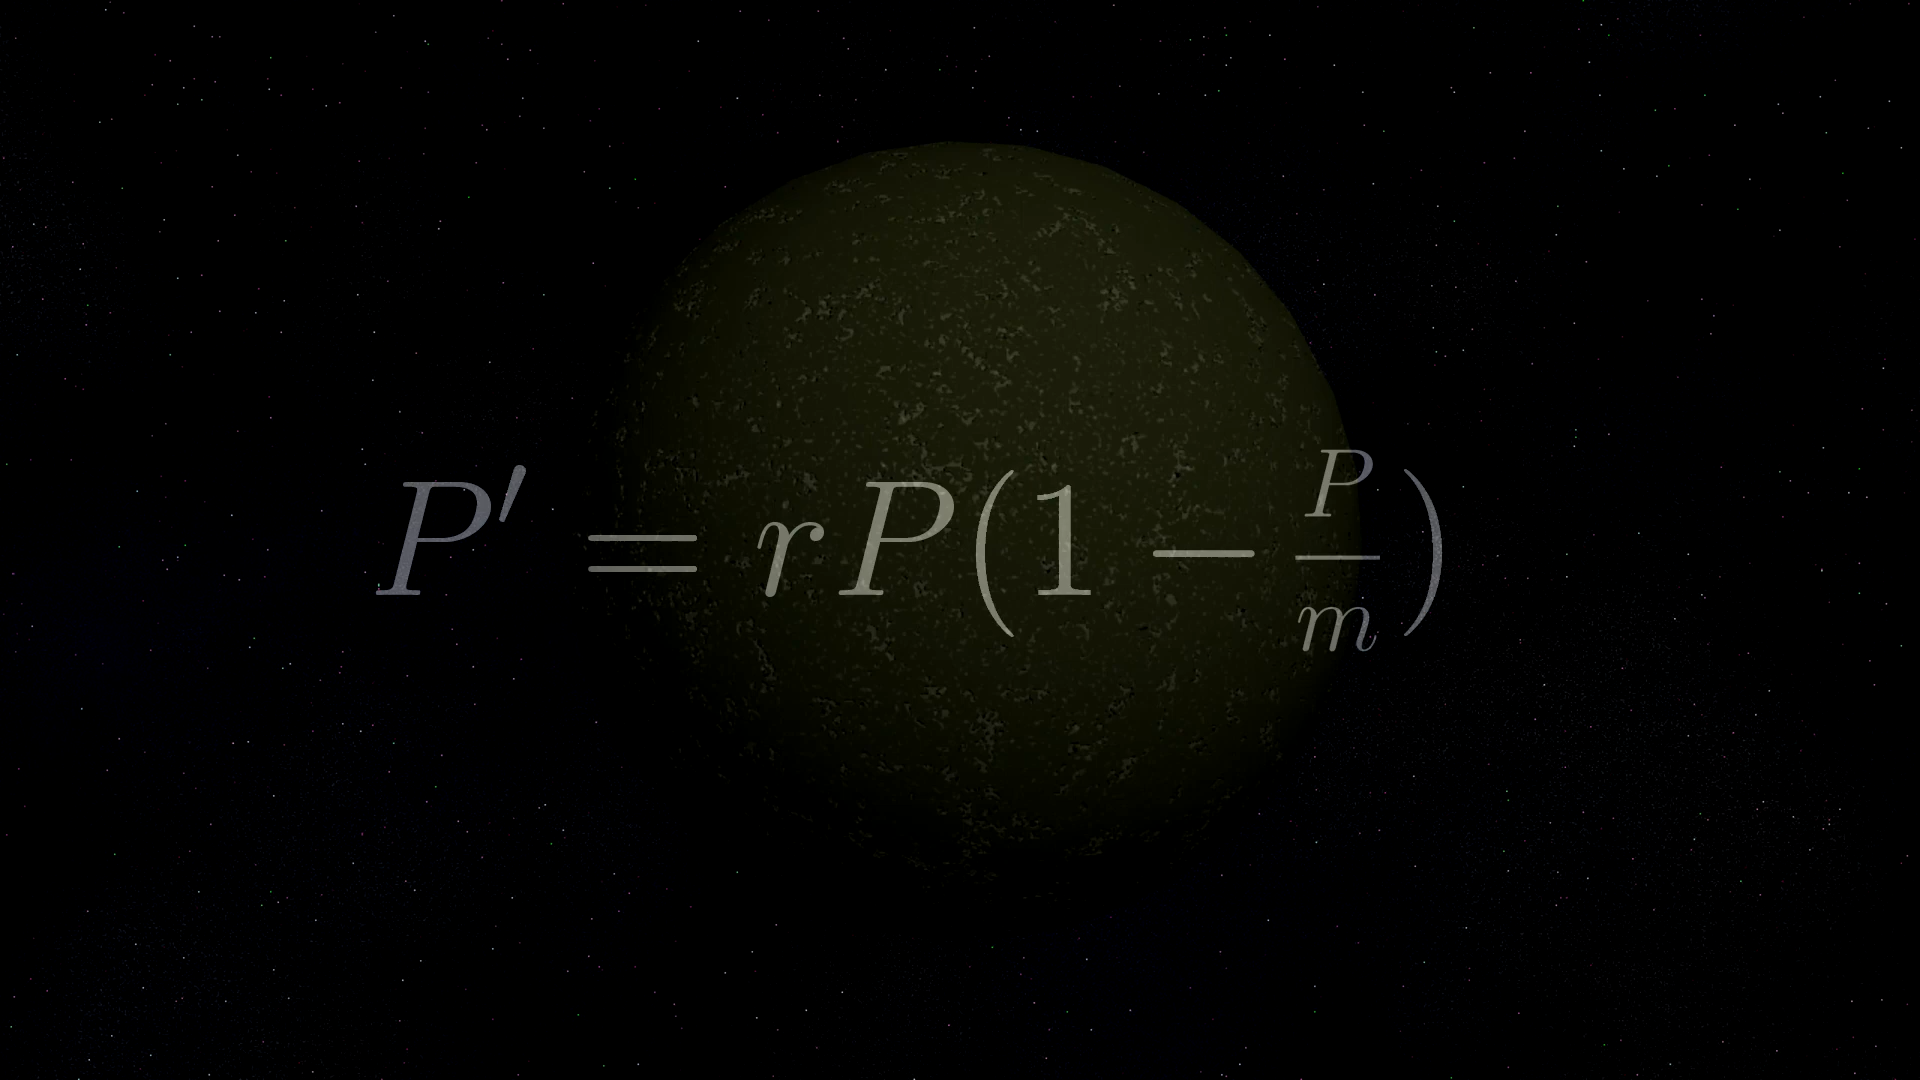 P′ = rP(1 − P/m)